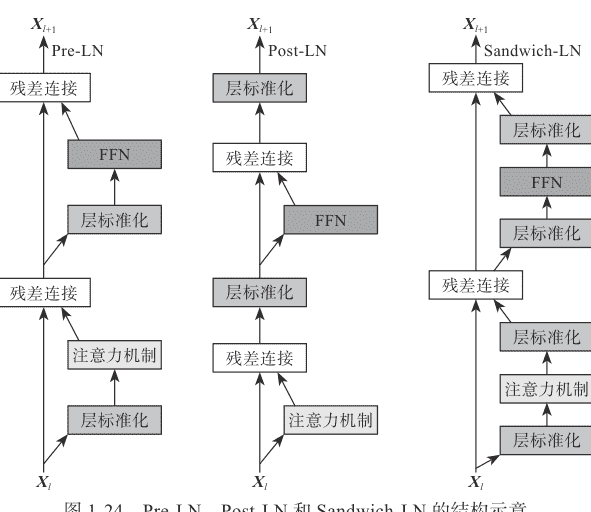 X_{l+1}
Pre-LN
残差连接
FFN
层标准化
残差连接
注意力机制
层标准化
X_l
X_{l+1}
Post-LN
层标准化
残差连接
FFN
层标准化
残差连接
注意力机制
X_l
X_{l+1}
Sandwich-LN
残差连接
层标准化
FFN
层标准化
残差连接
层标准化
注意力机制
层标准化
X_l
图 1-24 Pre-LN、Post-LN 和 Sandwich-LN 的结构示意